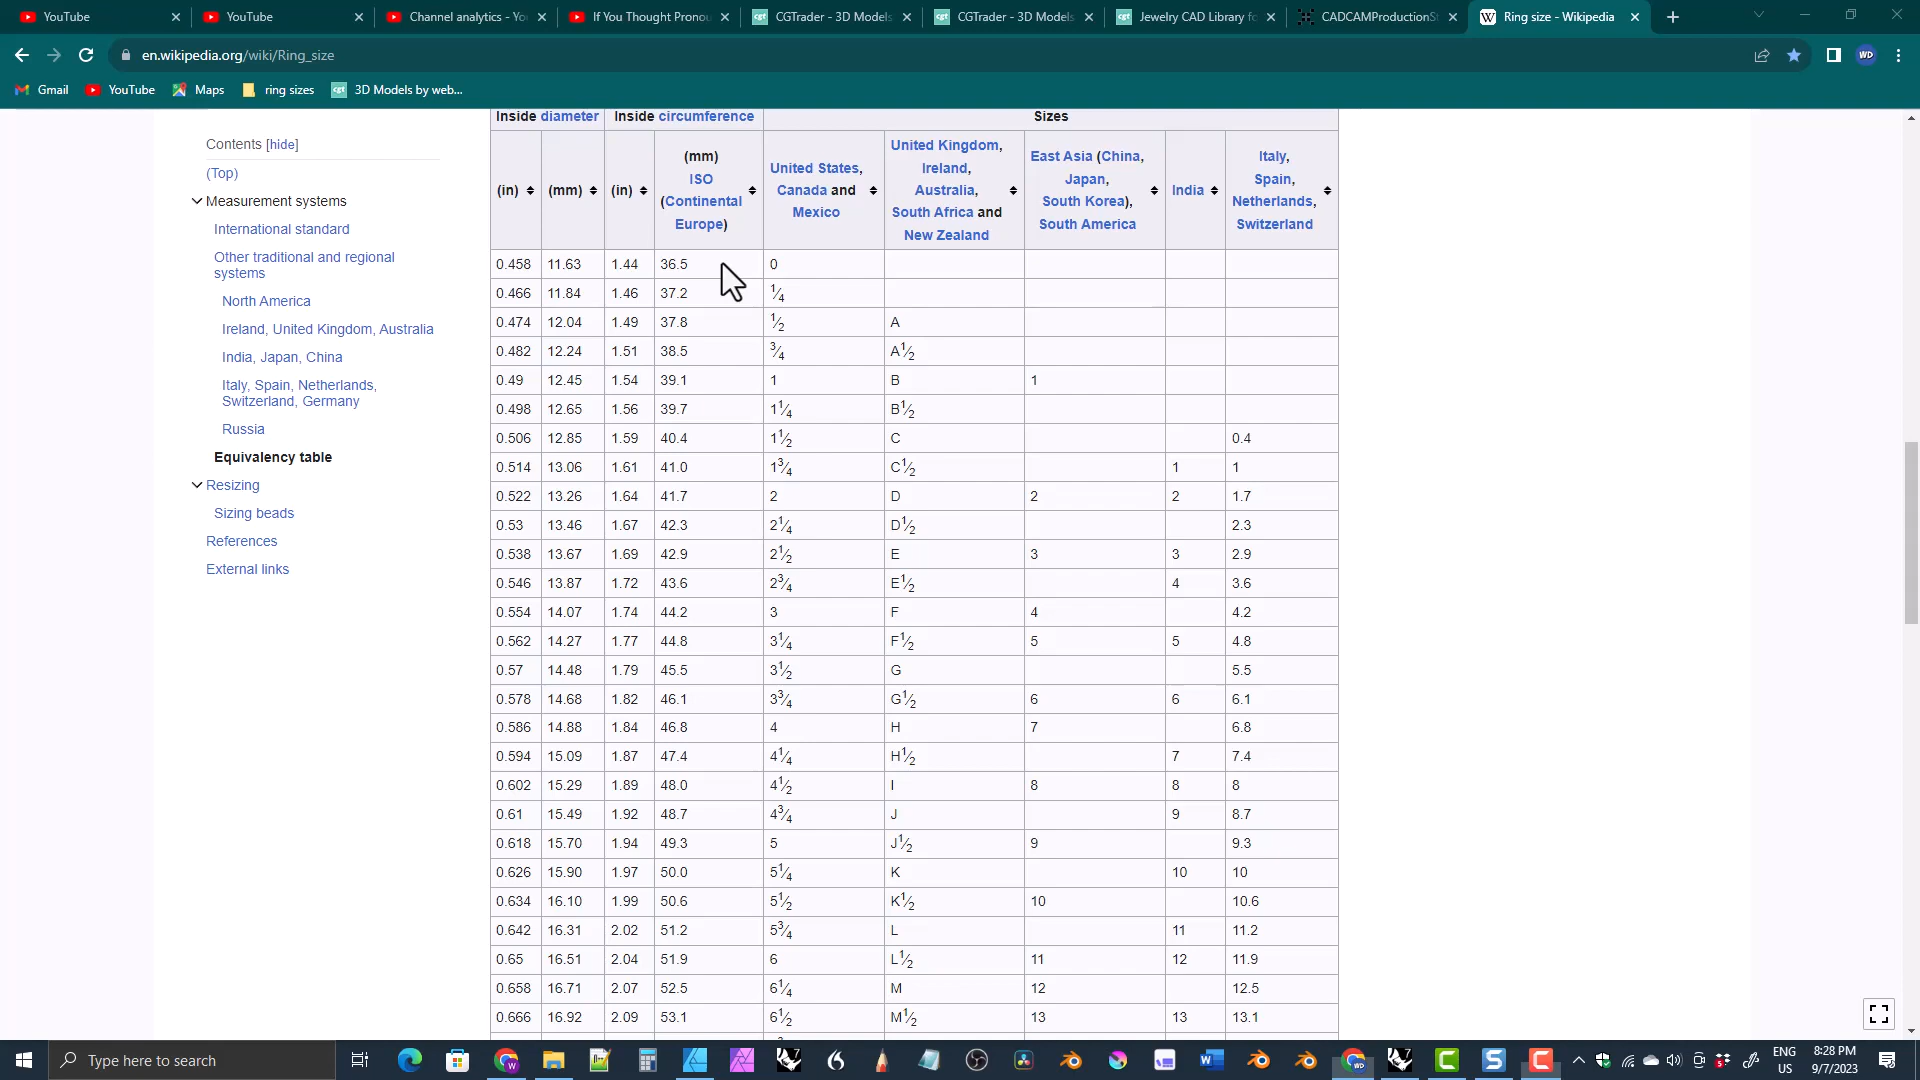 YouTube
YouTube
Channel analytics - Yo
If You Thought Pronou
CGTrader - 3D Models
CGTrader - 3D Models
Jewelry CAD Library fo
CADCAMProductionSt
Ring size - Wikipedia
en.wikipedia.org/wiki/Ring_size
WD
Gmail
YouTube
Maps
ring sizes
3D Models by web...
Contents [hide]
(Top)
Measurement systems
International standard
Other traditional and regional
systems
North America
Ireland, United Kingdom, Australia
India, Japan, China
Italy, Spain, Netherlands,
Switzerland, Germany
Russia
Equivalency table
Resizing
Sizing beads
References
External links
Inside diameter Inside circumference Sizes
(in)
(mm)
(in)
(mm)
ISO
(Continental
Europe)
United States,
Canada and
Mexico
United Kingdom,
Ireland,
Australia,
South Africa and
New Zealand
East Asia (China,
Japan,
South Korea),
South America
India
Italy,
Spain,
Netherlands,
Switzerland
0.458 11.63 1.44 36.5 0
0.466 11.84 1.46 37.2 1⁄4
0.474 12.04 1.49 37.8 1⁄2 A
0.482 12.24 1.51 38.5 3⁄4 A1⁄2
0.49 12.45 1.54 39.1 1 B 1
0.498 12.65 1.56 39.7 11⁄4 B1⁄2
0.506 12.85 1.59 40.4 11⁄2 C 0.4
0.514 13.06 1.61 41.0 13⁄4 C1⁄2 1 1
0.522 13.26 1.64 41.7 2 D 2 2 1.7
0.53 13.46 1.67 42.3 21⁄4 D1⁄2 2.3
0.538 13.67 1.69 42.9 21⁄2 E 3 3 2.9
0.546 13.87 1.72 43.6 23⁄4 E1⁄2 4 3.6
0.554 14.07 1.74 44.2 3 F 4 4.2
0.562 14.27 1.77 44.8 31⁄4 F1⁄2 5 5 4.8
0.57 14.48 1.79 45.5 31⁄2 G 5.5
0.578 14.68 1.82 46.1 33⁄4 G1⁄2 6 6 6.1
0.586 14.88 1.84 46.8 4 H 7 6.8
0.594 15.09 1.87 47.4 41⁄4 H1⁄2 7 7.4
0.602 15.29 1.89 48.0 41⁄2 I 8 8 8
0.61 15.49 1.92 48.7 43⁄4 J 9 8.7
0.618 15.70 1.94 49.3 5 J1⁄2 9 9.3
0.626 15.90 1.97 50.0 51⁄4 K 10 10
0.634 16.10 1.99 50.6 51⁄2 K1⁄2 10 10.6
0.642 16.31 2.02 51.2 53⁄4 L 11 11.2
0.65 16.51 2.04 51.9 6 L1⁄2 11 12 11.9
0.658 16.71 2.07 52.5 61⁄4 M 12 12.5
0.666 16.92 2.09 53.1 61⁄2 M1⁄2 13 13 13.1
Type here to search
ENG
US
8:28 PM
9/7/2023